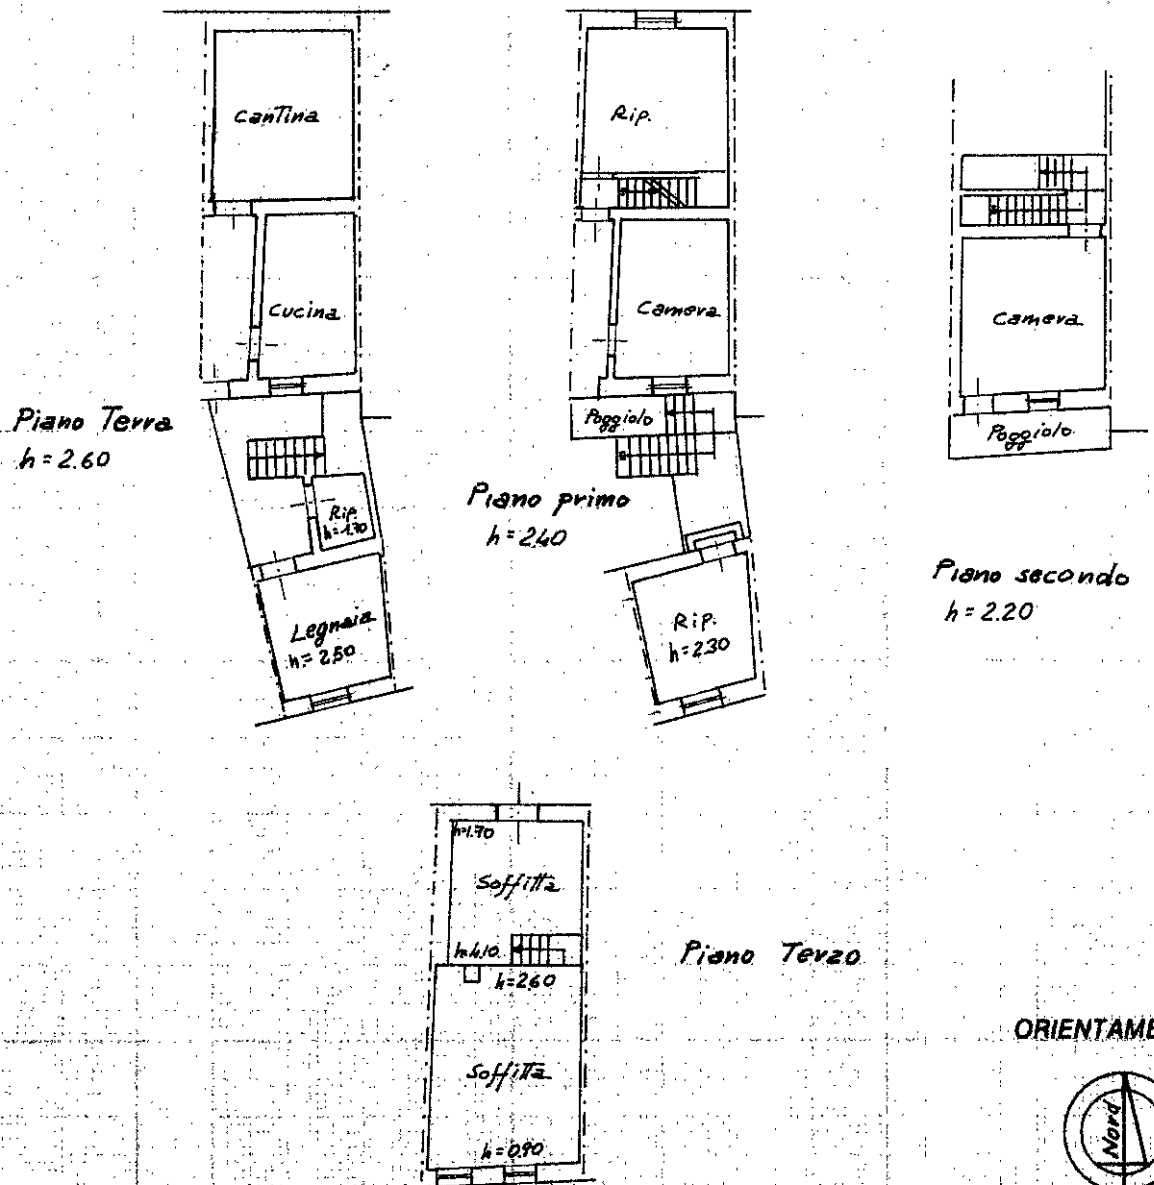 Cantina
Cucina
Piano Terra
h = 2.60
Rip.
h=1.70
Legnaia
h = 2.50
Rip.
Camera
Poggiolo
Piano primo
h = 2.40
Rip.
h=2.30
Camera
Poggiolo
Piano secondo
h = 2.20
h=1.70
Soffitta
h=4.10
h=2.60
Soffitta
h=0.90
Piano Terzo
ORIENTAME
Nord